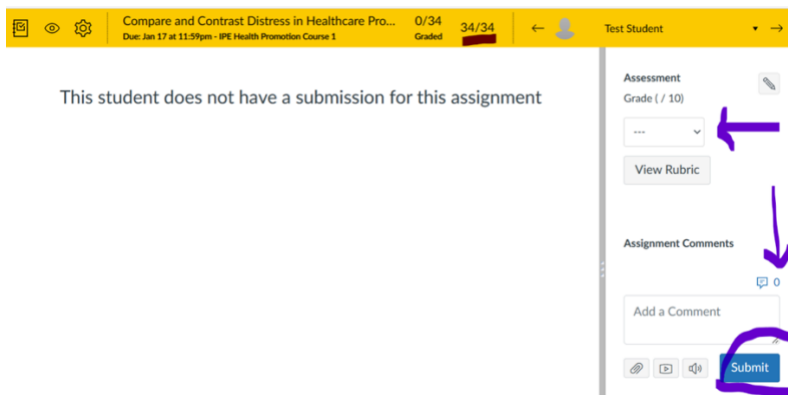 Compare and Contrast Distress in Healthcare Pro...
Due: Jan 17 at 11:59pm - IPE Health Promotion Course 1
0/34
Graded
34/34
Test Student
This student does not have a submission for this assignment
Assessment
Grade ( / 10)
---
View Rubric
Assignment Comments
0
Add a Comment
Submit